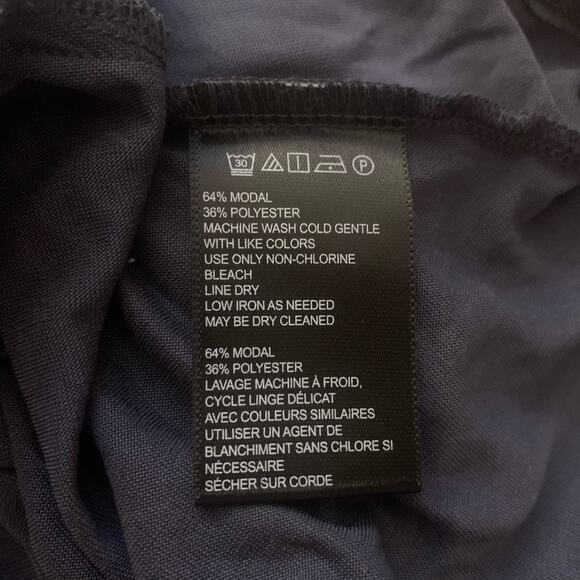 30 P
64% MODAL
36% POLYESTER
MACHINE WASH COLD GENTLE
WITH LIKE COLORS
USE ONLY NON-CHLORINE
BLEACH
LINE DRY
LOW IRON AS NEEDED
MAY BE DRY CLEANED
64% MODAL
36% POLYESTER
LAVAGE MACHINE À FROID,
CYCLE LINGE DÉLICAT
AVEC COULEURS SIMILAIRES
UTILISER UN AGENT DE
BLANCHIMENT SANS CHLORE SI
NÉCESSAIRE
SÉCHER SUR CORDE